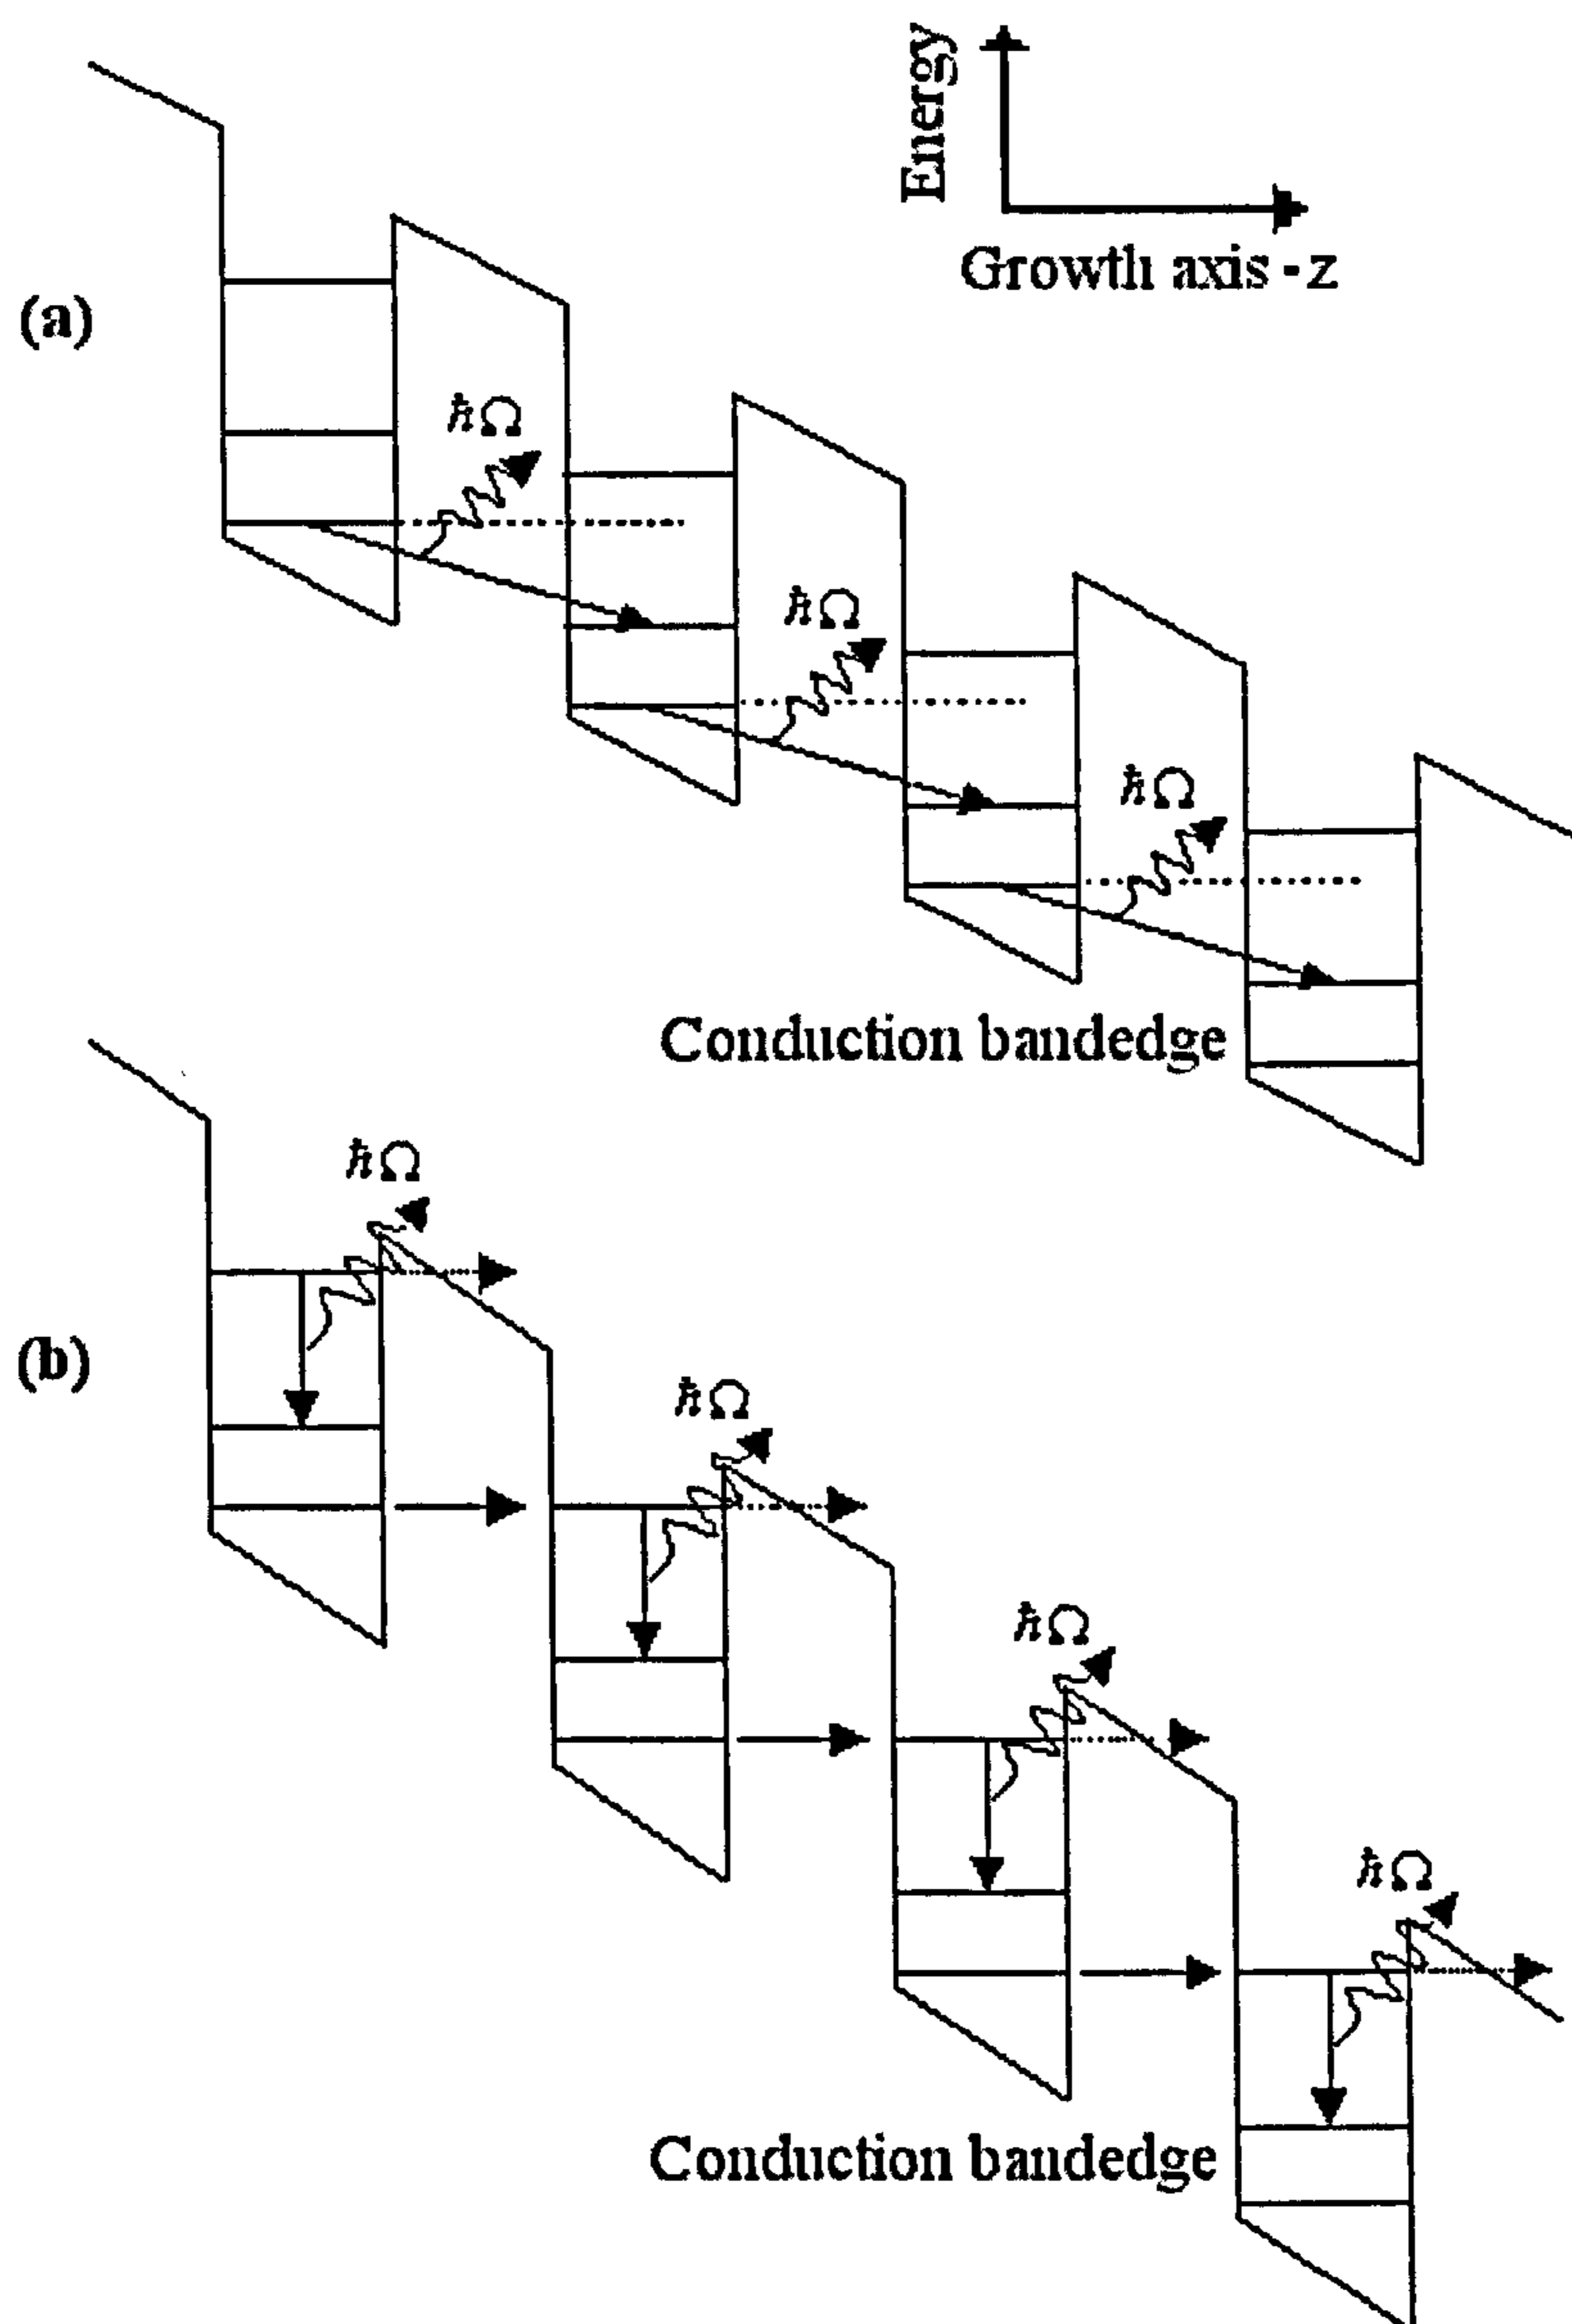 Energy
Growth axis - z
(a)
ħΩ
ħΩ
ħΩ
Conduction bandedge
ħΩ
(b)
ħΩ
ħΩ
ħΩ
Conduction bandedge